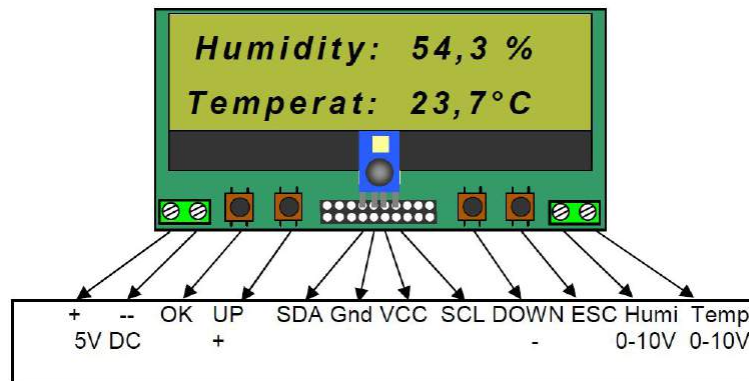 Humidity: 54,3 %
Temperat: 23,7°C
+ -- OK UP SDA Gnd VCC SCL DOWN ESC Humi Temp
5V DC + - 0-10V 0-10V